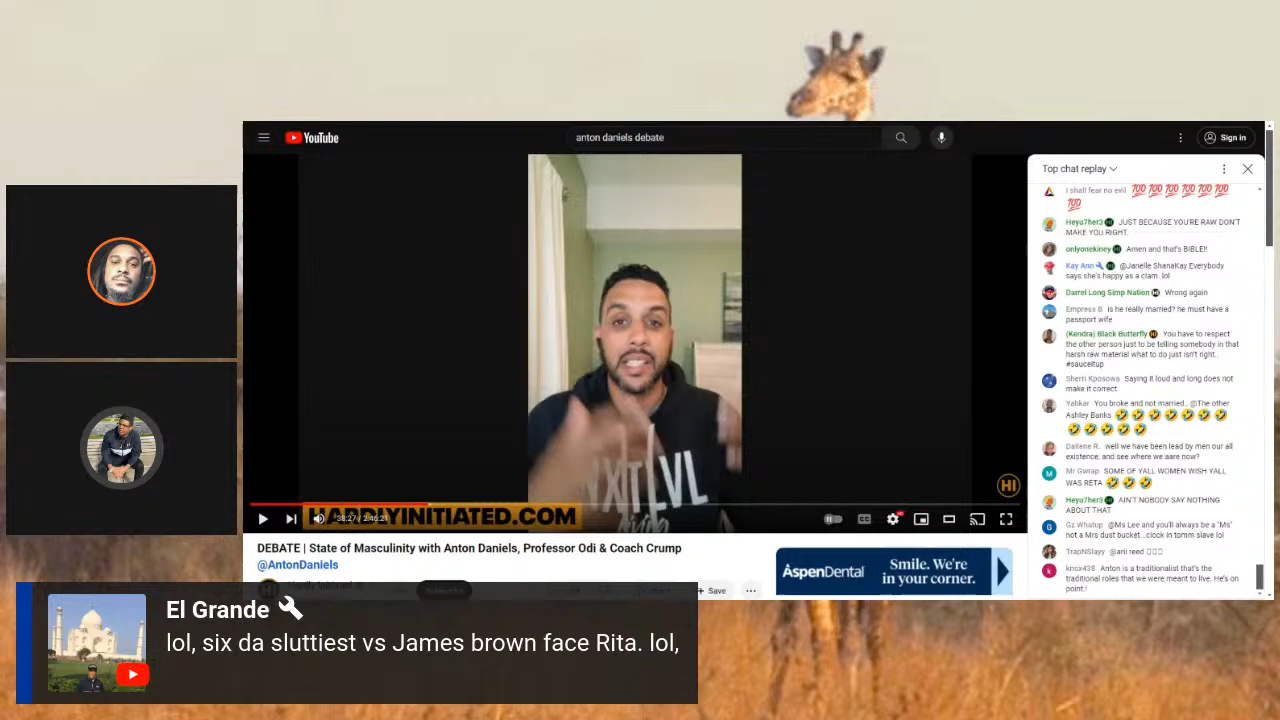 YouTube
anton daniels debate
Sign in
Top chat replay
I shall fear no evil 💯💯💯💯💯💯
💯
Heyu7her3 JUST BECAUSE YOU'RE RAW DON'T
MAKE YOU RIGHT.
onlyonekiney Amen and that's BIBLE!!
Kay Ann @Janelle ShanaKay Everybody
says she's happy as a clam. lol
Darrel Long Simp Nation Wrong again
Empress B is he really married? he must have a
passport wife
(Kendra) Black Butterfly You have to respect
the other person just to be telling somebody in that
harsh raw material what to do just isn't right..
#sauceitup
Sherri Kposowa Saying it loud and long does not
make it correct.
Yahkar You broke and not married.. @The other
Ashley Banks 🤣🤣🤣🤣🤣🤣🤣
🤣🤣🤣🤣🤣
Dailene R. well we have been lead by men our all
existence, and see where we aare now?
Mr Gwrap SOME OF YALL WOMEN WISH YALL
WAS RETA 🤣🤣🤣
Heyu7her3 AIN'T NOBODY SAY NOTHING
ABOUT THAT
Gz Whatup @Ms Lee and you'll always be a "Ms'
not a Mrs dust bucket...clock in tomm slave lol
TrapNSlayy @arii reed
knox438 Anton is a traditionalist that's the
traditional roles that we were meant to live. He's on
point.!
NXTLVL
HI
HARDLYINITIATED.COM
38:27 / 2:46:21
DEBATE | State of Masculinity with Anton Daniels, Professor Odi & Coach Crump
@AntonDaniels
Save
AspenDental
Smile. We're
in your corner.
El Grande
lol, six da sluttiest vs James brown face Rita. lol,